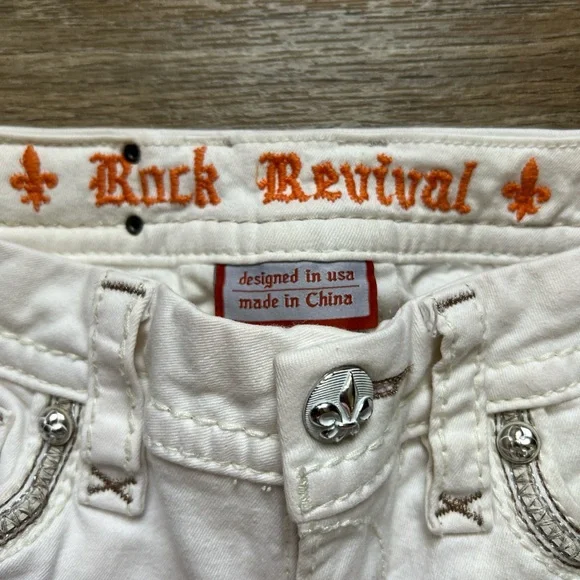 Rock Revival
designed in usa
made in China